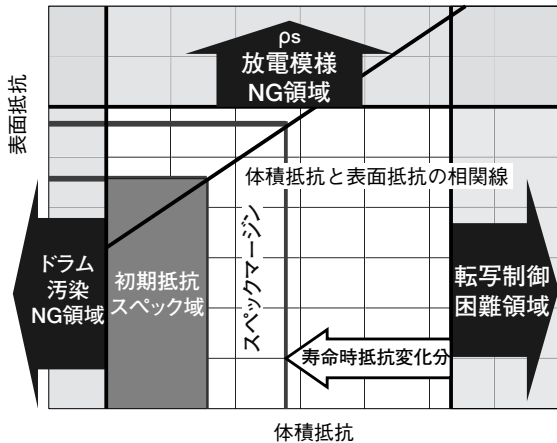 ρs
放電模様
NG領域
表面抵抗
体積抵抗と表面抵抗の相関線
ドラム
汚染
NG領域
初期抵抗
スペック域
スペックマージン
転写制御
困難領域
寿命時抵抗変化分
体積抵抗